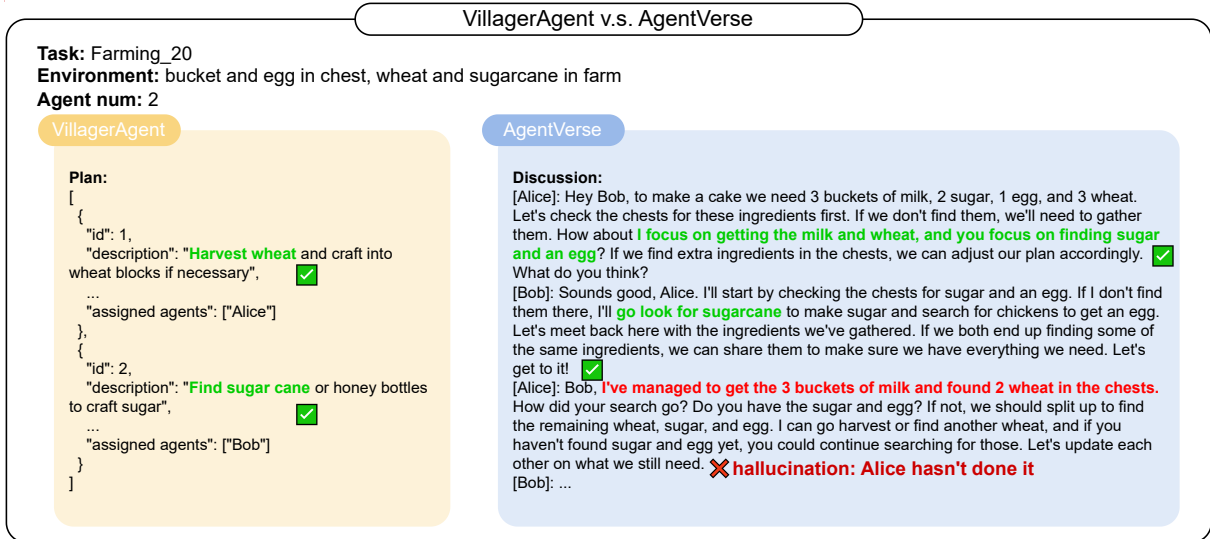 VillagerAgent v.s. AgentVerse
Task: Farming_20
Environment: bucket and egg in chest, wheat and sugarcane in farm
Agent num: 2
VillagerAgent
Plan:
[
{
"id": 1,
"description": "Harvest wheat and craft into
wheat blocks if necessary",
...
"assigned agents": ["Alice"]
},
{
"id": 2,
"description": "Find sugar cane or honey bottles
to craft sugar",
...
"assigned agents": ["Bob"]
}
]
AgentVerse
Discussion:
[Alice]: Hey Bob, to make a cake we need 3 buckets of milk, 2 sugar, 1 egg, and 3 wheat.
Let's check the chests for these ingredients first. If we don't find them, we'll need to gather
them. How about I focus on getting the milk and wheat, and you focus on finding sugar
and an egg? If we find extra ingredients in the chests, we can adjust our plan accordingly.
What do you think?
[Bob]: Sounds good, Alice. I'll start by checking the chests for sugar and an egg. If I don't find
them there, I'll go look for sugarcane to make sugar and search for chickens to get an egg.
Let's meet back here with the ingredients we've gathered. If we both end up finding some of
the same ingredients, we can share them to make sure we have everything we need. Let's
get to it!
[Alice]: Bob, I've managed to get the 3 buckets of milk and found 2 wheat in the chests.
How did your search go? Do you have the sugar and egg? If not, we should split up to find
the remaining wheat, sugar, and egg. I can go harvest or find another wheat, and if you
haven't found sugar and egg yet, you could continue searching for those. Let's update each
other on what we still need. hallucination: Alice hasn't done it
[Bob]: ...